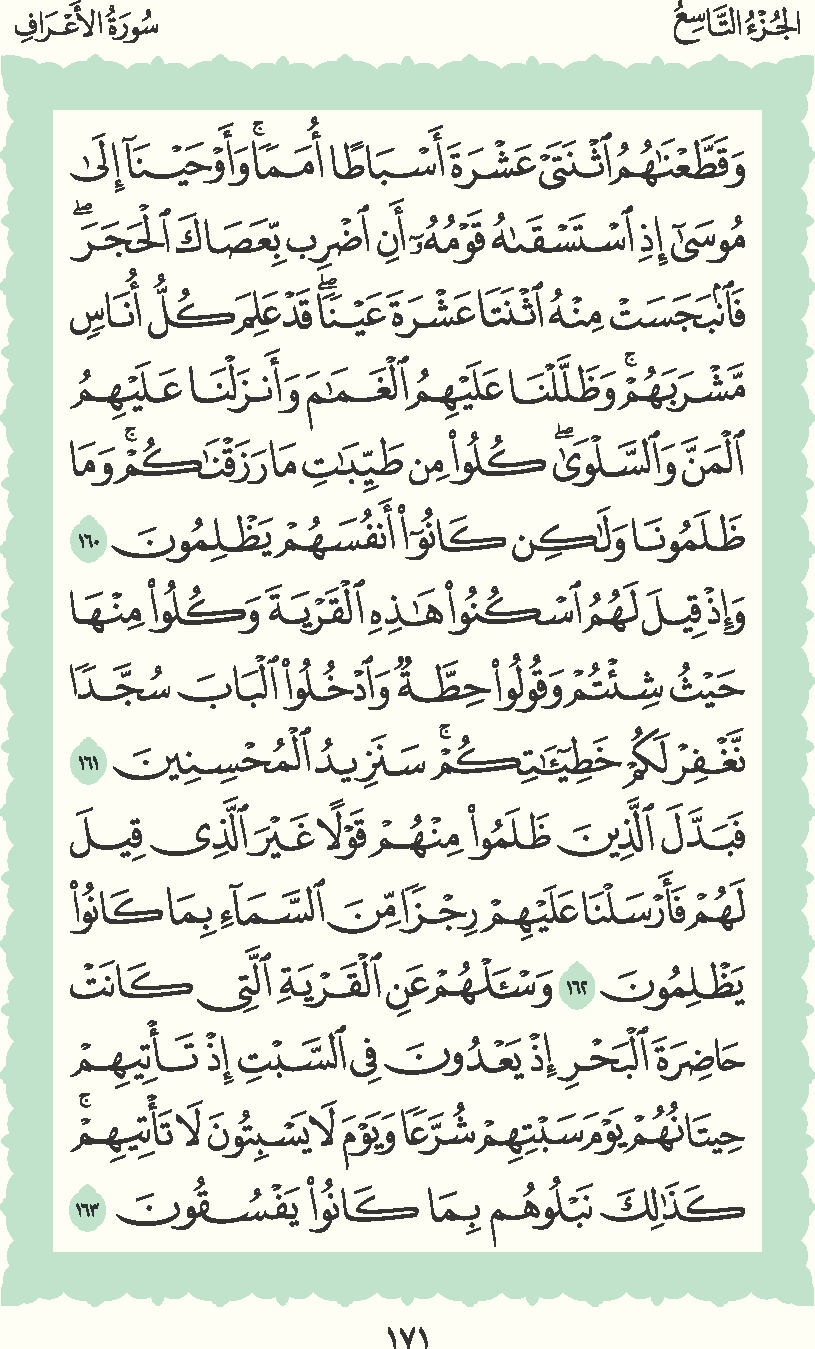 الجُزْءُ التَّاسِعُ
سُورَةُ الأَعْرَافِ
وَقَطَّعْنَٰهُمُ ٱثْنَتَىْ عَشْرَةَ أَسْبَاطًا أُمَمًاۚ وَأَوْحَيْنَآ إِلَىٰ
مُوسَىٰٓ إِذِ ٱسْتَسْقَىٰهُ قَوْمُهُۥٓ أَنِ ٱضْرِب بِّعَصَاكَ ٱلْحَجَرَۖ
فَٱنۢبَجَسَتْ مِنْهُ ٱثْنَتَا عَشْرَةَ عَيْنًاۖ قَدْ عَلِمَ كُلُّ أُنَاسٍ
مَّشْرَبَهُمْۚ وَظَلَّلْنَا عَلَيْهِمُ ٱلْغَمَٰمَ وَأَنزَلْنَا عَلَيْهِمُ
ٱلْمَنَّ وَٱلسَّلْوَىٰۖ كُلُوا۟ مِن طَيِّبَٰتِ مَا رَزَقْنَٰكُمْۚ وَمَا
ظَلَمُونَا وَلَٰكِن كَانُوٓا۟ أَنفُسَهُمْ يَظْلِمُونَ ١٦٠
وَإِذْ قِيلَ لَهُمُ ٱسْكُنُوا۟ هَٰذِهِ ٱلْقَرْيَةَ وَكُلُوا۟ مِنْهَا
حَيْثُ شِئْتُمْ وَقُولُوا۟ حِطَّةٌ وَٱدْخُلُوا۟ ٱلْبَابَ سُجَّدًا
نَّغْفِرْ لَكُمْ خَطِيٓـَٰٔتِكُمْۚ سَنَزِيدُ ٱلْمُحْسِنِينَ ١٦١
فَبَدَّلَ ٱلَّذِينَ ظَلَمُوا۟ مِنْهُمْ قَوْلًا غَيْرَ ٱلَّذِى قِيلَ
لَهُمْ فَأَرْسَلْنَا عَلَيْهِمْ رِجْزًا مِّنَ ٱلسَّمَآءِ بِمَا كَانُوا۟
يَظْلِمُونَ ١٦٢ وَسْـَٔلْهُمْ عَنِ ٱلْقَرْيَةِ ٱلَّتِى كَانَتْ
حَاضِرَةَ ٱلْبَحْرِ إِذْ يَعْدُونَ فِى ٱلسَّبْتِ إِذْ تَأْتِيهِمْ
حِيتَانُهُمْ يَوْمَ سَبْتِهِمْ شُرَّعًا وَيَوْمَ لَا يَسْبِتُونَ لَا تَأْتِيهِمْۚ
كَذَٰلِكَ نَبْلُوهُم بِمَا كَانُوا۟ يَفْسُقُونَ ١٦٣
١٧١